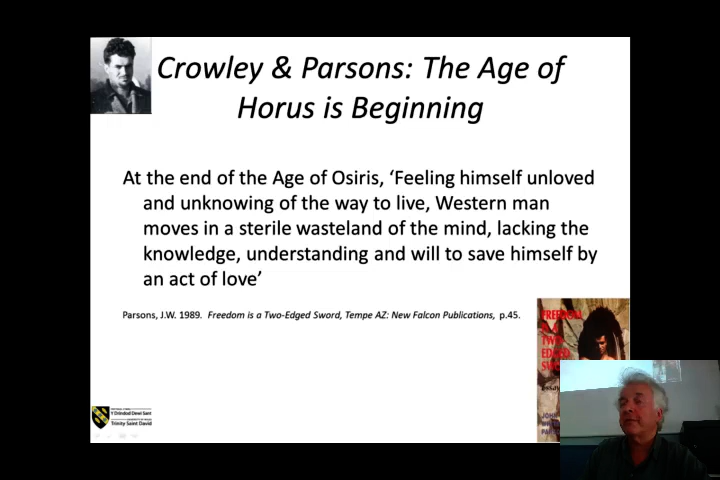 Crowley & Parsons: The Age of
Horus is Beginning
At the end of the Age of Osiris, ‘Feeling himself unloved
and unknowing of the way to live, Western man
moves in a sterile wasteland of the mind, lacking the
knowledge, understanding and will to save himself by
an act of love’
Parsons, J.W. 1989. Freedom is a Two-Edged Sword, Tempe AZ: New Falcon Publications, p.45.
FREEDOM
IS A
TWO
EDGED
Y Drindod Dewi Sant
Trinity Saint David